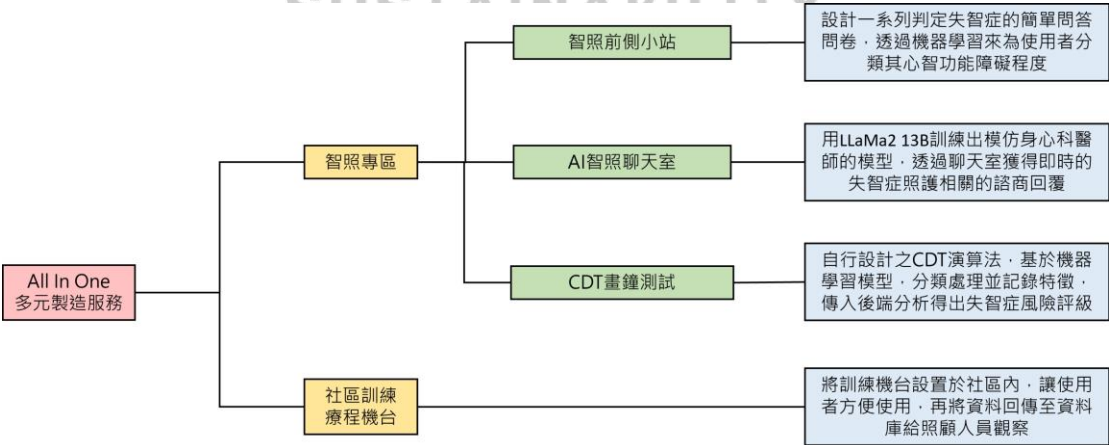 智照前側小站
設計一系列判定失智症的簡單問答
問卷，透過機器學習來為使用者分
類其心智功能障礙程度
智照專區
AI智照聊天室
用LLaMa2 13B訓練出模仿身心科醫
師的模型，透過聊天室獲得即時的
失智症照護相關的諮商回覆
All In One
多元製造服務
CDT畫鐘測試
自行設計之CDT演算法，基於機器
學習模型，分類處理並記錄特徵，
傳入後端分析得出失智症風險評級
社區訓練
療程機台
將訓練機台設置於社區內，讓使用
者方便使用，再將資料回傳至資料
庫給照顧人員觀察